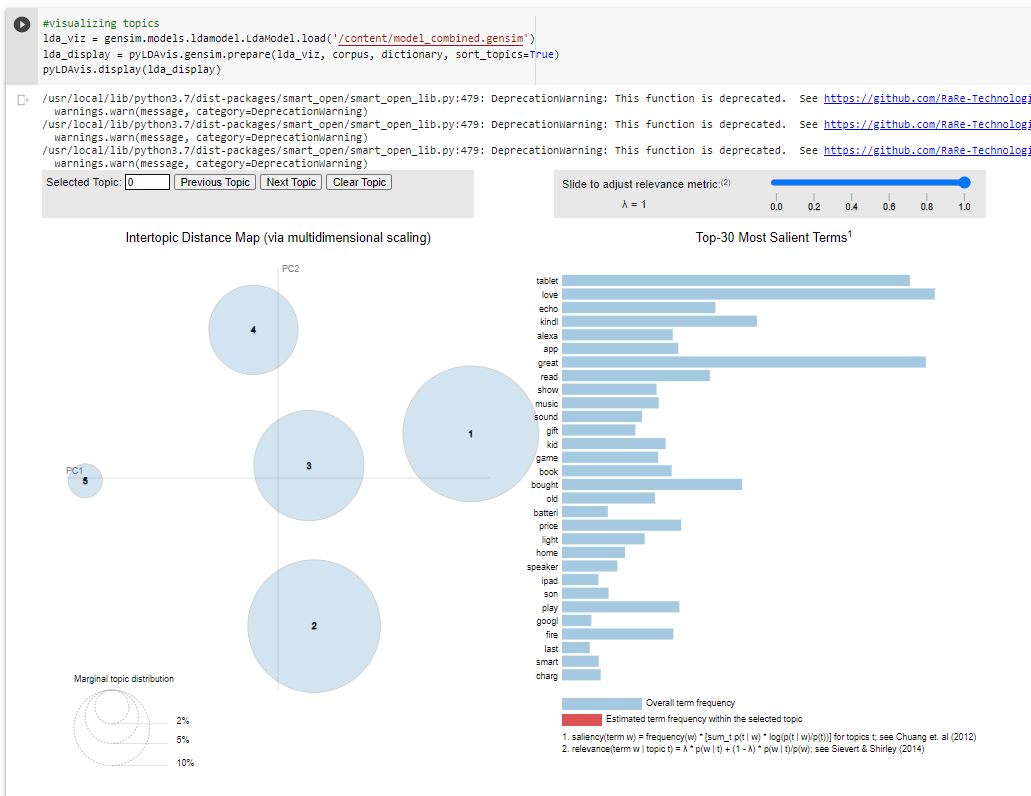 #visualizing topics
lda_viz = gensim.models.ldamodel.LdaModel.load('/content/model_combined.gensim')
lda_display = pyLDAvis.gensim.prepare(lda_viz, corpus, dictionary, sort_topics=True)
pyLDAvis.display(lda_display)
/usr/local/lib/python3.7/dist-packages/smart_open/smart_open_lib.py:479: DeprecationWarning: This function is deprecated. See https://github.com/RaRe-Technologi
warnings.warn(message, category=DeprecationWarning)
/usr/local/lib/python3.7/dist-packages/smart_open/smart_open_lib.py:479: DeprecationWarning: This function is deprecated. See https://github.com/RaRe-Technologi
warnings.warn(message, category=DeprecationWarning)
/usr/local/lib/python3.7/dist-packages/smart_open/smart_open_lib.py:479: DeprecationWarning: This function is deprecated. See https://github.com/RaRe-Technologi
warnings.warn(message, category=DeprecationWarning)
Selected Topic: 0 Previous Topic Next Topic Clear Topic
Slide to adjust relevance metric:(2)
λ = 1
0.0 0.2 0.4 0.6 0.8 1.0
Intertopic Distance Map (via multidimensional scaling)
PC2
4
1
3
PC1
5
2
Marginal topic distribution
2%
5%
10%
Top-30 Most Salient Terms1
tablet
love
echo
kindl
alexa
app
great
read
show
music
sound
gift
kid
game
book
bought
old
batteri
price
light
home
speaker
ipad
son
play
googl
fire
last
smart
charg
Overall term frequency
Estimated term frequency within the selected topic
1. saliency(term w) = frequency(w) * [sum_t p(t | w) * log(p(t | w)/p(t))] for topics t; see Chuang et. al (2012)
2. relevance(term w | topic t) = λ * p(w | t) + (1 - λ) * p(w | t)/p(w); see Sievert & Shirley (2014)